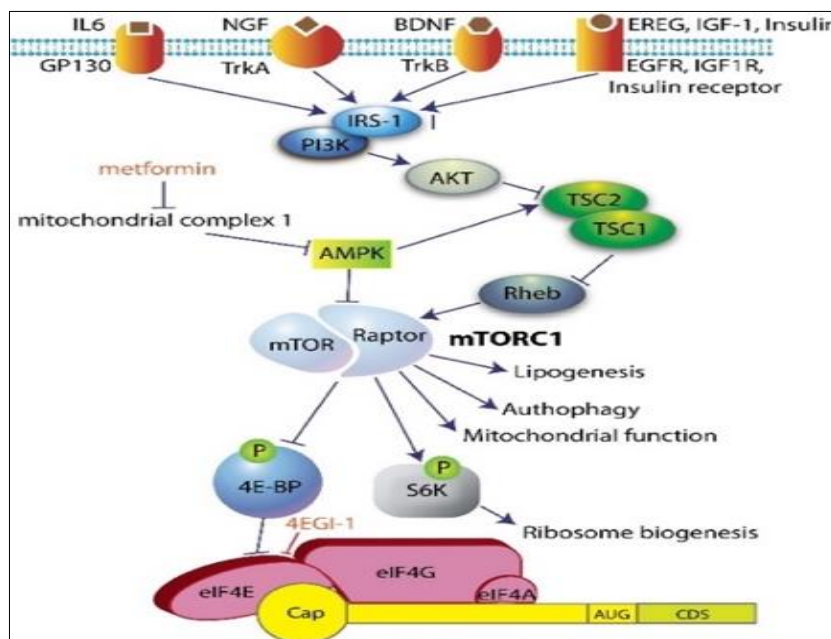 IL6 NGF BDNF EREG, IGF-1, Insulin
GP130 TrkA TrkB EGFR, IGF1R,
Insulin receptor
IRS-1
PI3K
AKT
metformin
TSC2
mitochondrial complex 1
TSC1
AMPK
Rheb
mTOR Raptor mTORC1
Lipogenesis
Authophagy
Mitochondrial function
P
4E-BP
P
S6K
4EGI-1
Ribosome biogenesis
eIF4G
eIF4E
eIF4A
Cap
AUG CDS